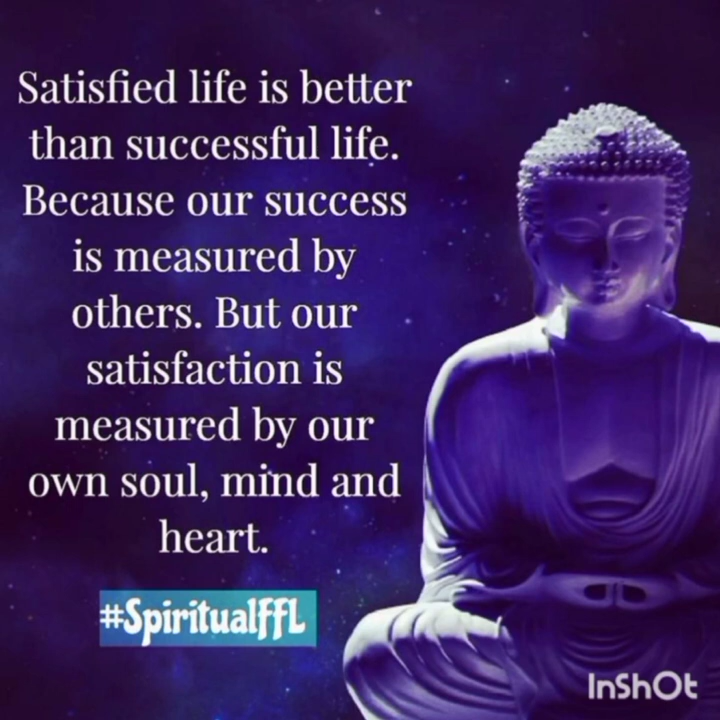 Satisfied life is better
than successful life.
Because our success
is measured by
others. But our
satisfaction is
measured by our
own soul, mind and
heart.
#SpiritualffL
InShOt